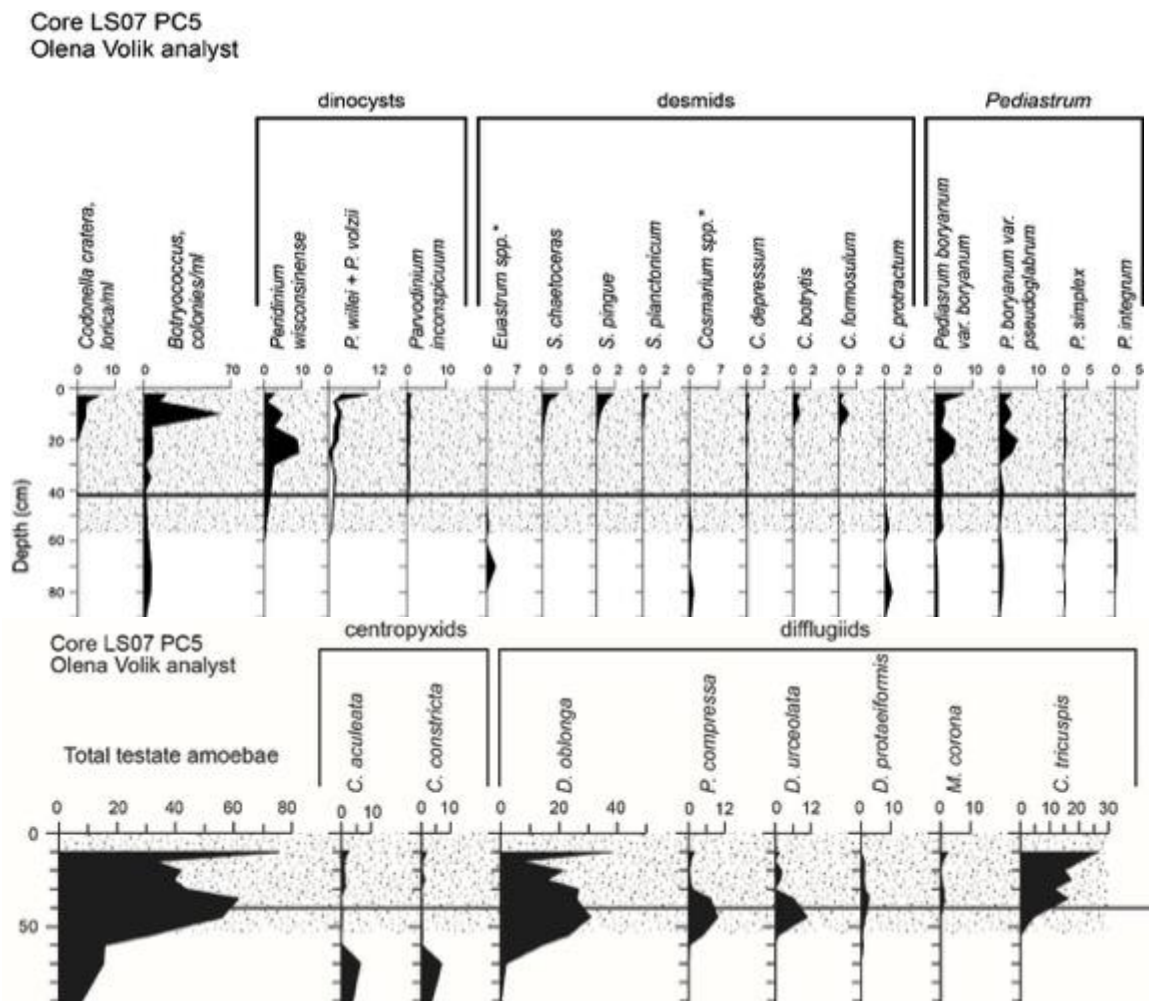 Core LS07 PC5
Olena Volik analyst
dinocysts desmids Pediastrum
Codonella cratera,
lorica/ml
Botryococcus,
colonies/ml
Peridinium
wisconsinense
P. willei + P. volzii
Parvodinium
inconspicuum
Euastrum spp.*
S. chaetoceras
S. pingue
S. planctonicum
Cosmarium spp.*
C. depressum
C. botrytis
C. formosulum
C. protractum
Pediasrum boryanum
var. boryanum
P. boryanum var.
pseudoglabrum
P. simplex
P. integrum
0 10 0 70 0 10 0 12 0 10 0 7 0 5 0 2 0 2 0 7 0 2 0 2 0 2 0 2 0 10 0 10 0 5 0 5
0
20
40
60
80
Depth (cm)
Core LS07 PC5
Olena Volik analyst
centropyxids difflugiids
Total testate amoebae
C. aculeata
C. constricta
D. oblonga
P. compressa
D. urceolata
D. protaeiformis
M. corona
C. tricuspis
0 20 40 60 80 0 10 0 10 0 20 40 0 12 0 12 0 10 0 10 0 10 20 30
0
50